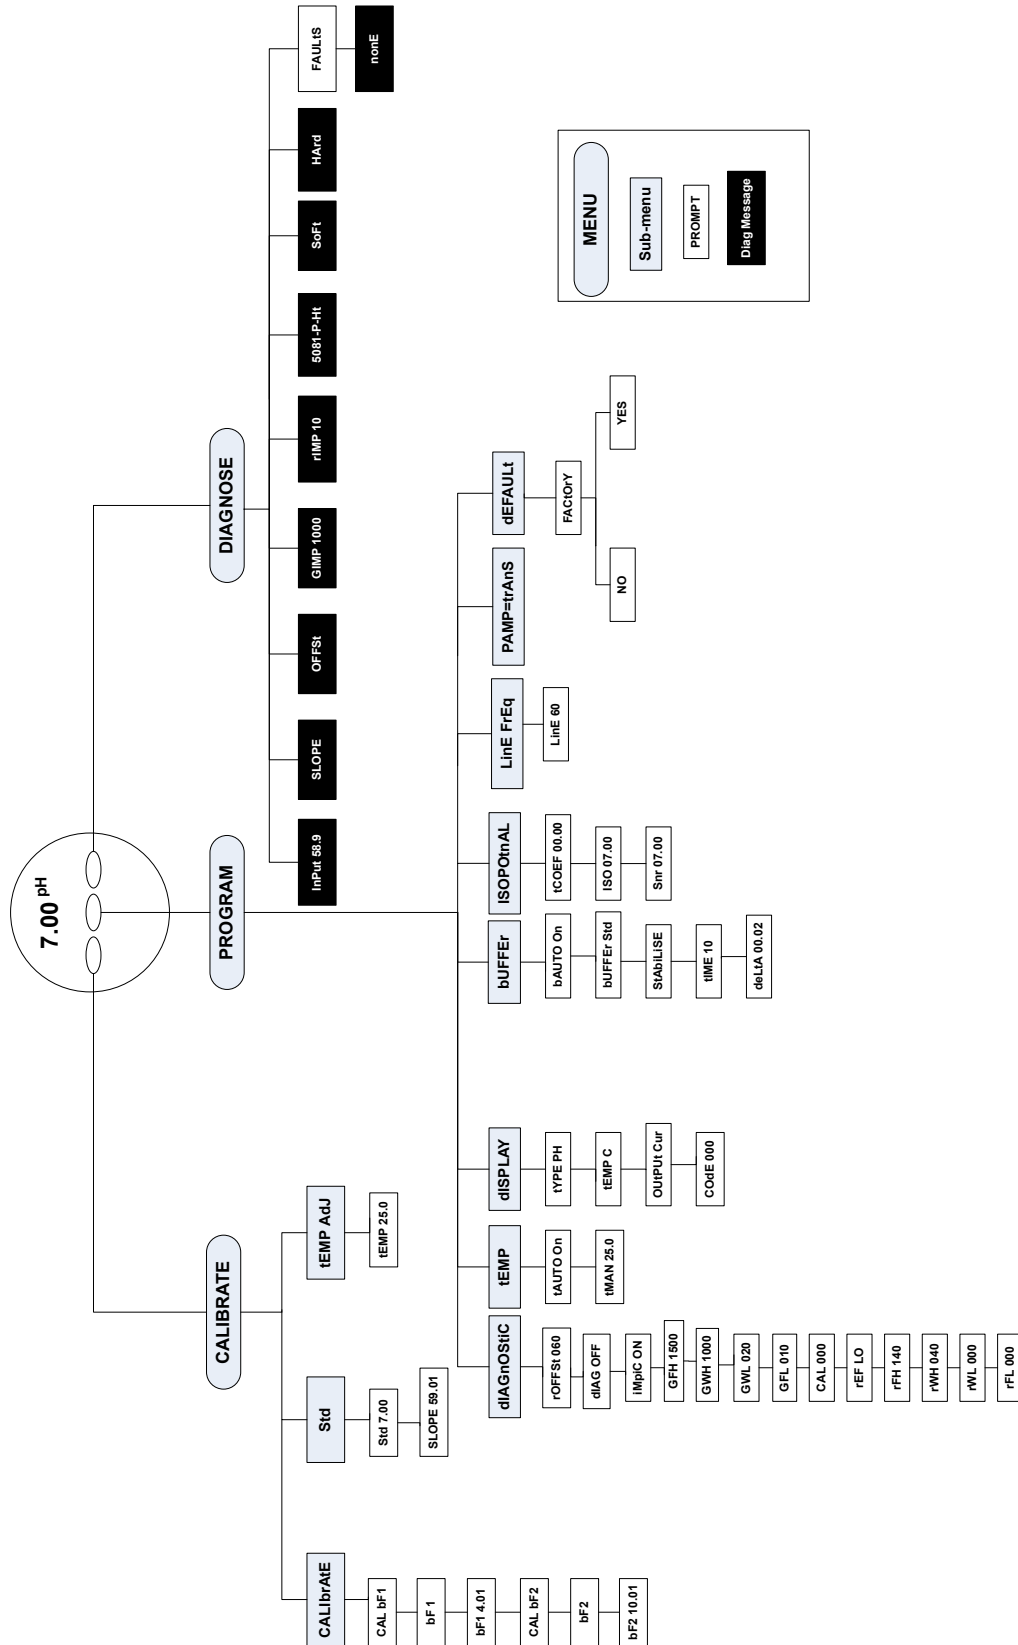 7.00 pH
CALIBRATE
PROGRAM
DIAGNOSE
CALIbrAtE
CAL bF1
bF 1
bF1 4.01
CAL bF2
bF2
bF2 10.01
Std
Std 7.00
SLOPE 59.01
tEMP AdJ
tEMP 25.0
dIAGnOStiC
rOFFSt 060
dIAG OFF
iMpiC ON
GFH 1500
GWH 1000
GWL 020
GFL 010
CAL 000
rEF LO
rFH 140
rWH 040
rWL 000
rFL 000
tEMP
tAUTO On
tMAN 25.0
dISPLAY
tYPE PH
tEMP C
OUtPUt Cur
COdE 000
bUFFEr
bAUTO On
bUFFEr Std
StAbiLiSE
tIME 10
deLtA 00.02
ISOPOtnAL
tCOEF 00.00
ISO 07.00
Snr 07.00
LinE FrEq
LinE 60
PAMP=trAnS
dEFAULt
FACtOrY
NO
YES
InPut 58.9
SLOPE
OFFSt
GIMP 1000
rIMP 10
5081-P-Ht
SoFt
HArd
FAULtS
nonE
MENU
Sub-menu
PROMPT
Diag Message